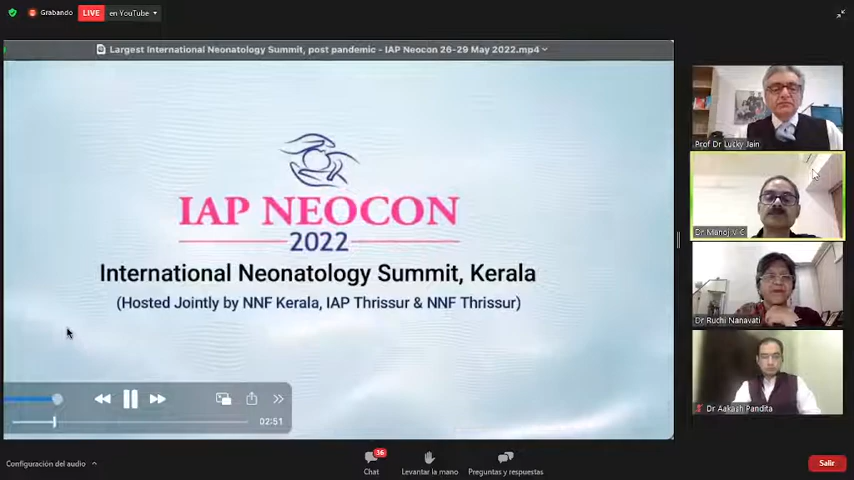 Grabando
LIVE
en YouTube
Largest International Neonatology Summit, post pandemic - IAP Neocon 26-29 May 2022.mp4
IAP NEOCON
2022
International Neonatology Summit, Kerala
(Hosted Jointly by NNF Kerala, IAP Thrissur & NNF Thrissur)
02:51
Prof Dr Lucky Jain
Dr Manoj V C
Dr Ruchi Nanavati
Dr Aakash Pandita
Configuración del audio
36
Chat
Levantar la mano
Preguntas y respuestas
Salir